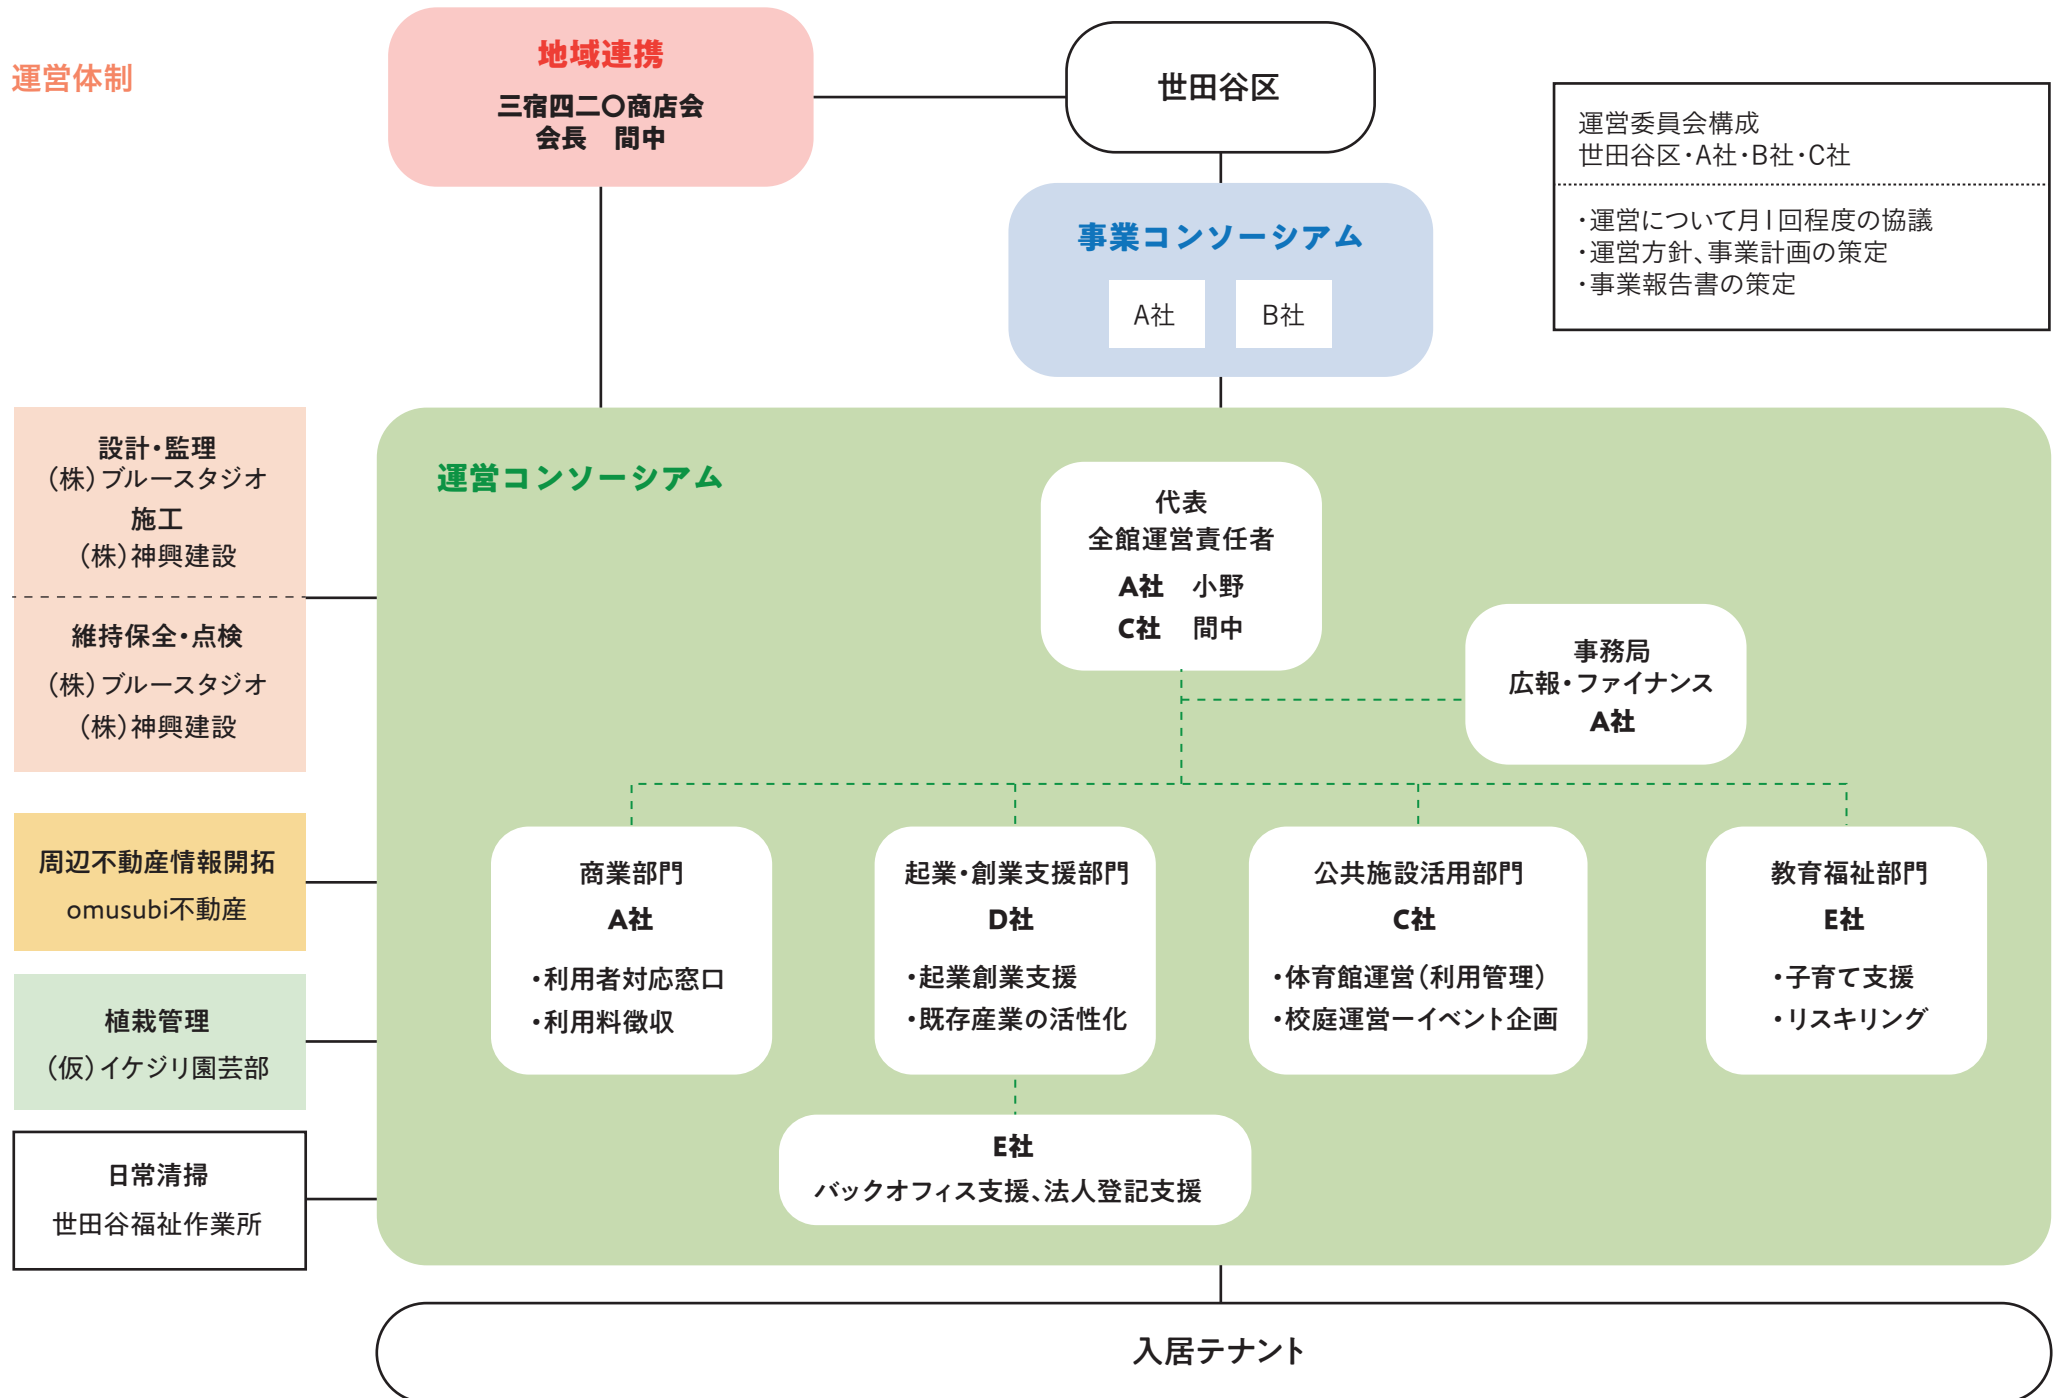 運営体制
地域連携
三宿四二〇商店会
会長　間中
世田谷区
運営委員会構成
世田谷区・A社・B社・C社
・運営について月1回程度の協議
・運営方針、事業計画の策定
・事業報告書の策定
事業コンソーシアム
A社
B社
設計・監理
（株）ブルースタジオ
施工
（株）神興建設
維持保全・点検
（株）ブルースタジオ
（株）神興建設
周辺不動産情報開拓
omusubi不動産
植栽管理
（仮）イケジリ園芸部
日常清掃
世田谷福祉作業所
運営コンソーシアム
代表
全館運営責任者
A社　小野
C社　間中
事務局
広報・ファイナンス
A社
商業部門
A社
・利用者対応窓口
・利用料徴収
起業・創業支援部門
D社
・起業創業支援
・既存産業の活性化
公共施設活用部門
C社
・体育館運営（利用管理）
・校庭運営ーイベント企画
教育福祉部門
E社
・子育て支援
・リスキリング
E社
バックオフィス支援、法人登記支援
入居テナント